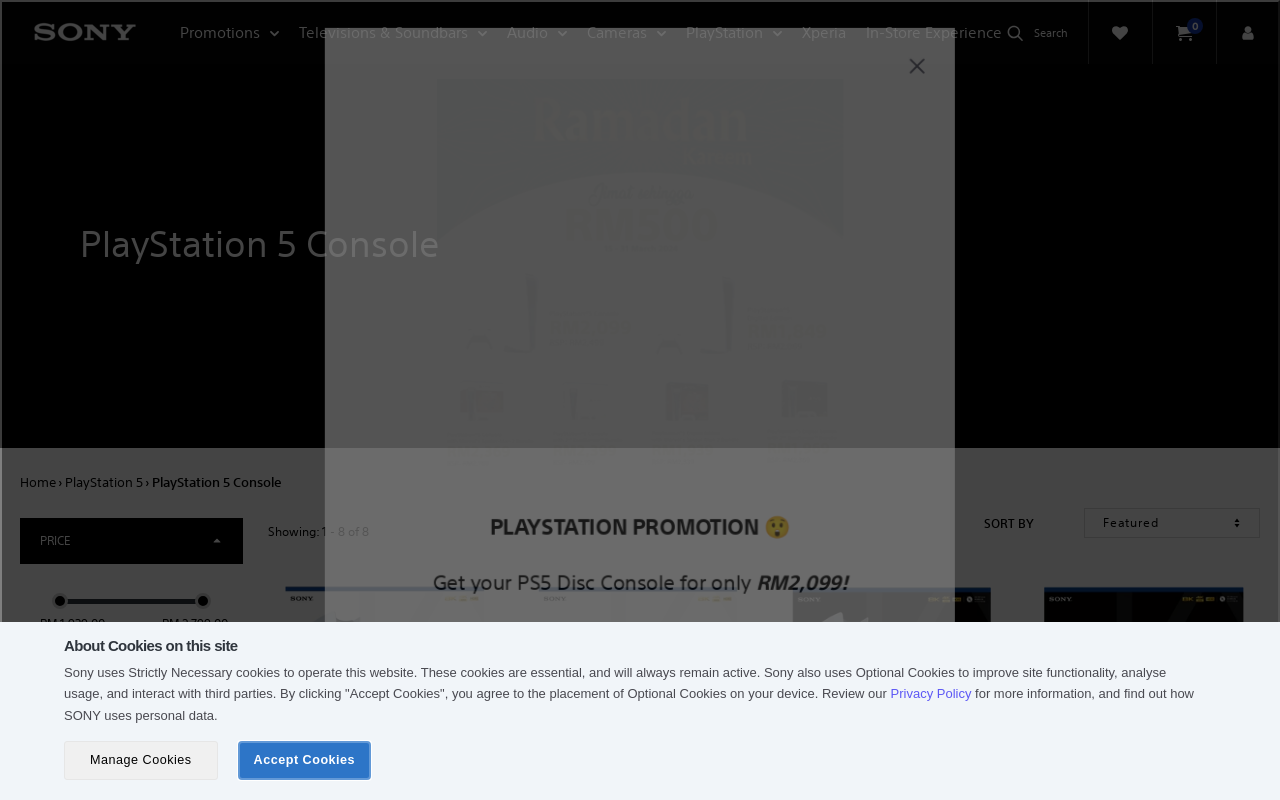 SONY
Promotions
Televisions & Soundbars
Audio
Cameras
PlayStation
Xperia
In-Store Experience
Search
0
Ramadan
RM500
PlayStation 5 Console
Home › PlayStation 5 › PlayStation 5 Console
PRICE
Showing: 1 - 8 of 8
SORT BY
Featured
PLAYSTATION PROMOTION 😲
Get your PS5 Disc Console for only RM2,099!
SONY
SONY
SONY
About Cookies on this site
Sony uses Strictly Necessary cookies to operate this website. These cookies are essential, and will always remain active. Sony also uses Optional Cookies to improve site functionality, analyse
usage, and interact with third parties. By clicking "Accept Cookies", you agree to the placement of Optional Cookies on your device. Review our Privacy Policy for more information, and find out how
SONY uses personal data.
Manage Cookies
Accept Cookies